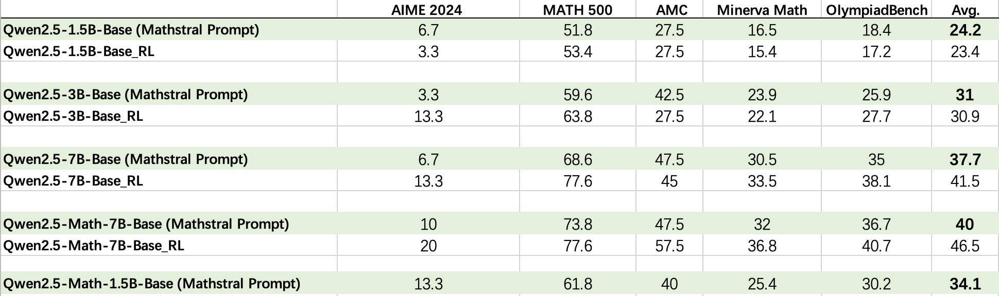 AIME 2024 MATH 500 AMC Minerva Math OlympiadBench Avg.
Qwen2.5-1.5B-Base (Mathstral Prompt) 6.7 51.8 27.5 16.5 18.4 24.2
Qwen2.5-1.5B-Base_RL 3.3 53.4 27.5 15.4 17.2 23.4
Qwen2.5-3B-Base (Mathstral Prompt) 3.3 59.6 42.5 23.9 25.9 31
Qwen2.5-3B-Base_RL 13.3 63.8 27.5 22.1 27.7 30.9
Qwen2.5-7B-Base (Mathstral Prompt) 6.7 68.6 47.5 30.5 35 37.7
Qwen2.5-7B-Base_RL 13.3 77.6 45 33.5 38.1 41.5
Qwen2.5-Math-7B-Base (Mathstral Prompt) 10 73.8 47.5 32 36.7 40
Qwen2.5-Math-7B-Base_RL 20 77.6 57.5 36.8 40.7 46.5
Qwen2.5-Math-1.5B-Base (Mathstral Prompt) 13.3 61.8 40 25.4 30.2 34.1